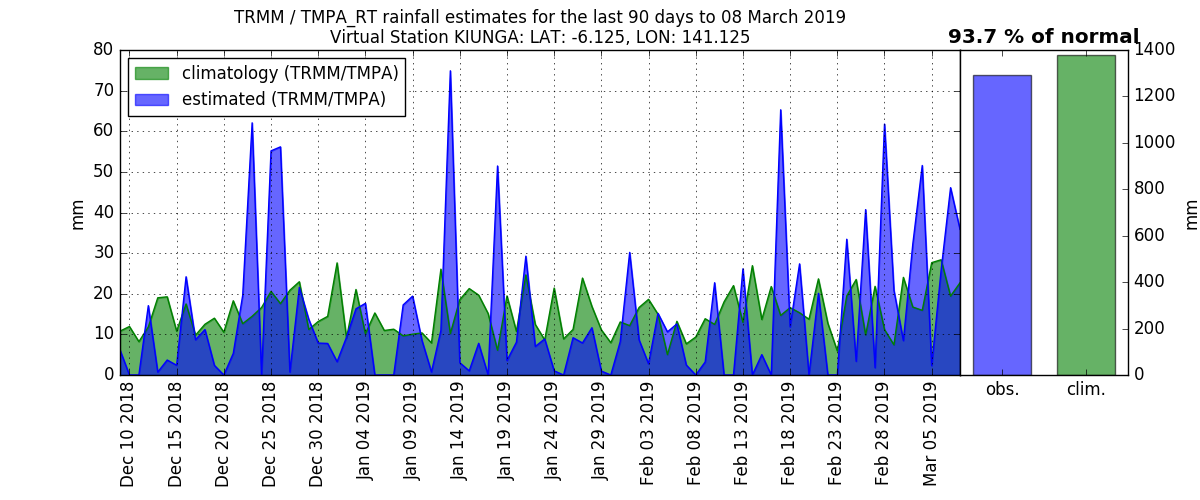 TRMM / TMPA_RT rainfall estimates for the last 90 days to 08 March 2019
Virtual Station KIUNGA: LAT: -6.125, LON: 141.125
93.7 % of normal
climatology (TRMM/TMPA)
estimated (TRMM/TMPA)
80
70
60
50
40
30
20
10
0
mm
1400
1200
1000
800
600
400
200
0
mm
Dec 10 2018
Dec 15 2018
Dec 20 2018
Dec 25 2018
Dec 30 2018
Jan 04 2019
Jan 09 2019
Jan 14 2019
Jan 19 2019
Jan 24 2019
Jan 29 2019
Feb 03 2019
Feb 08 2019
Feb 13 2019
Feb 18 2019
Feb 23 2019
Feb 28 2019
Mar 05 2019
obs.
clim.